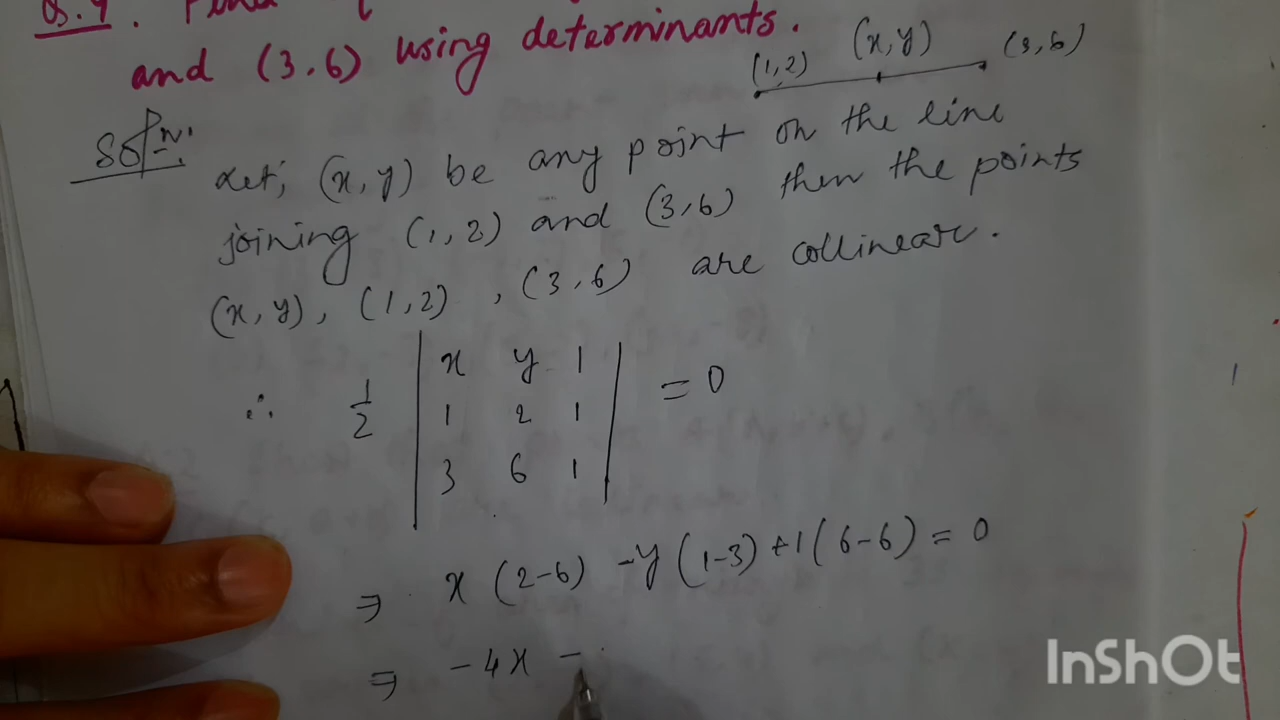 and (3,6) using determinants.
(1,2) (x,y) (3,6)
Sol^n.
Let, (x, y) be any point on the line
joining (1,2) and (3,6) then the points
(x, y), (1,2), (3,6) are collinear.
∴ 1/2 | x y 1 | = 0
| 1 2 1 |
| 3 6 1 |
⇒ x (2-6) -y (1-3) +1 (6-6) = 0
⇒ -4x -
InShOt